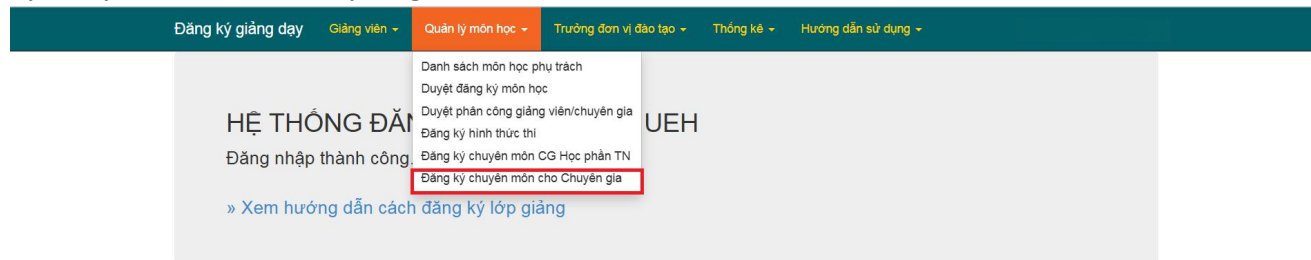 Đăng ký giảng dạy Giảng viên Quản lý môn học Trưởng đơn vị đào tạo Thống kê Hướng dẫn sử dụng
Danh sách môn học phụ trách
Duyệt đăng ký môn học
Duyệt phân công giảng viên/chuyên gia
HỆ THỐNG UEH
Đăng ký hình thức thi
Đăng nhập thành công.
Đăng ký chuyên môn CG Học phần TN
Đăng ký chuyên môn cho Chuyên gia
» Xem hướng dẫn cách đăng ký lớp giảng